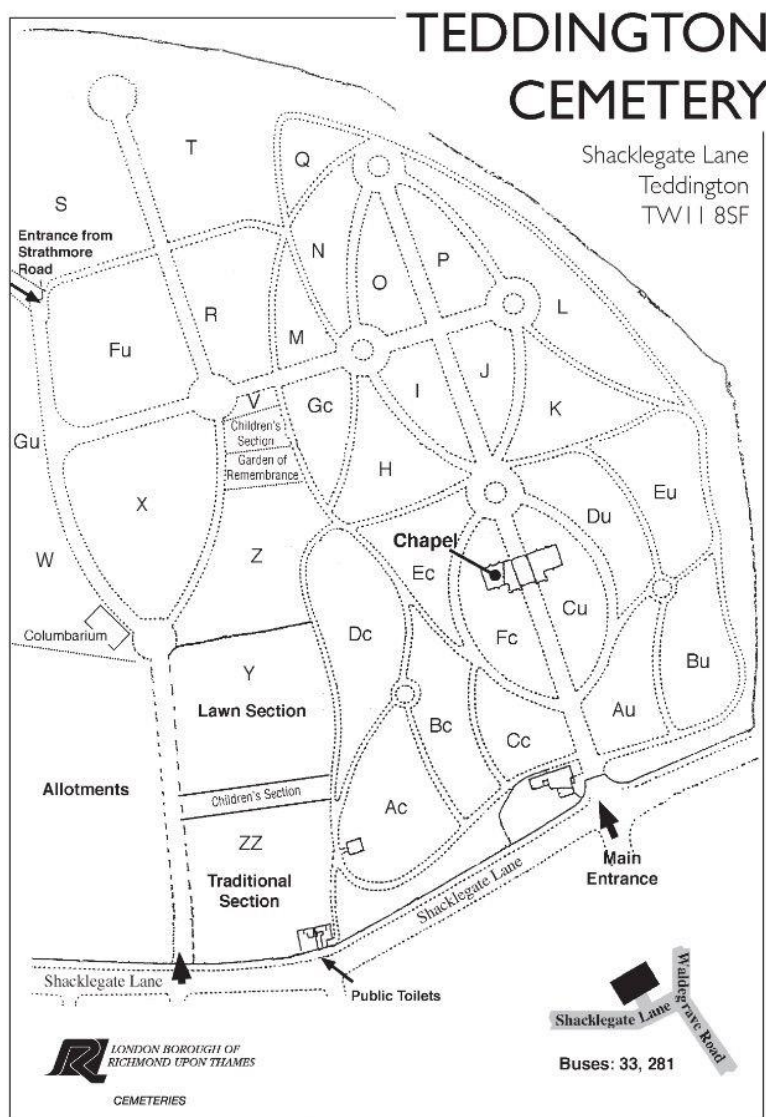 TEDDINGTON
CEMETERY
Shacklegate Lane
Teddington
TW11 8SF
T
Q
S
Entrance from
Strathmore
Road
N
P
O
L
R
Fu
M
J
I
V
Gc
K
Children's
Section
Garden of
Remembrance
Gu
H
Eu
X
Du
Chapel
W
Z
Ec
Cu
Columbarium
Dc
Fc
Y
Bu
Lawn Section
Au
Bc
Cc
Allotments
Children's Section
Ac
ZZ
Traditional
Section
Main
Entrance
Shacklegate Lane
Shacklegate Lane
Public Toilets
Waldegrave Road
Shacklegate Lane
Buses: 33, 281
LONDON BOROUGH OF
RICHMOND UPON THAMES
CEMETERIES